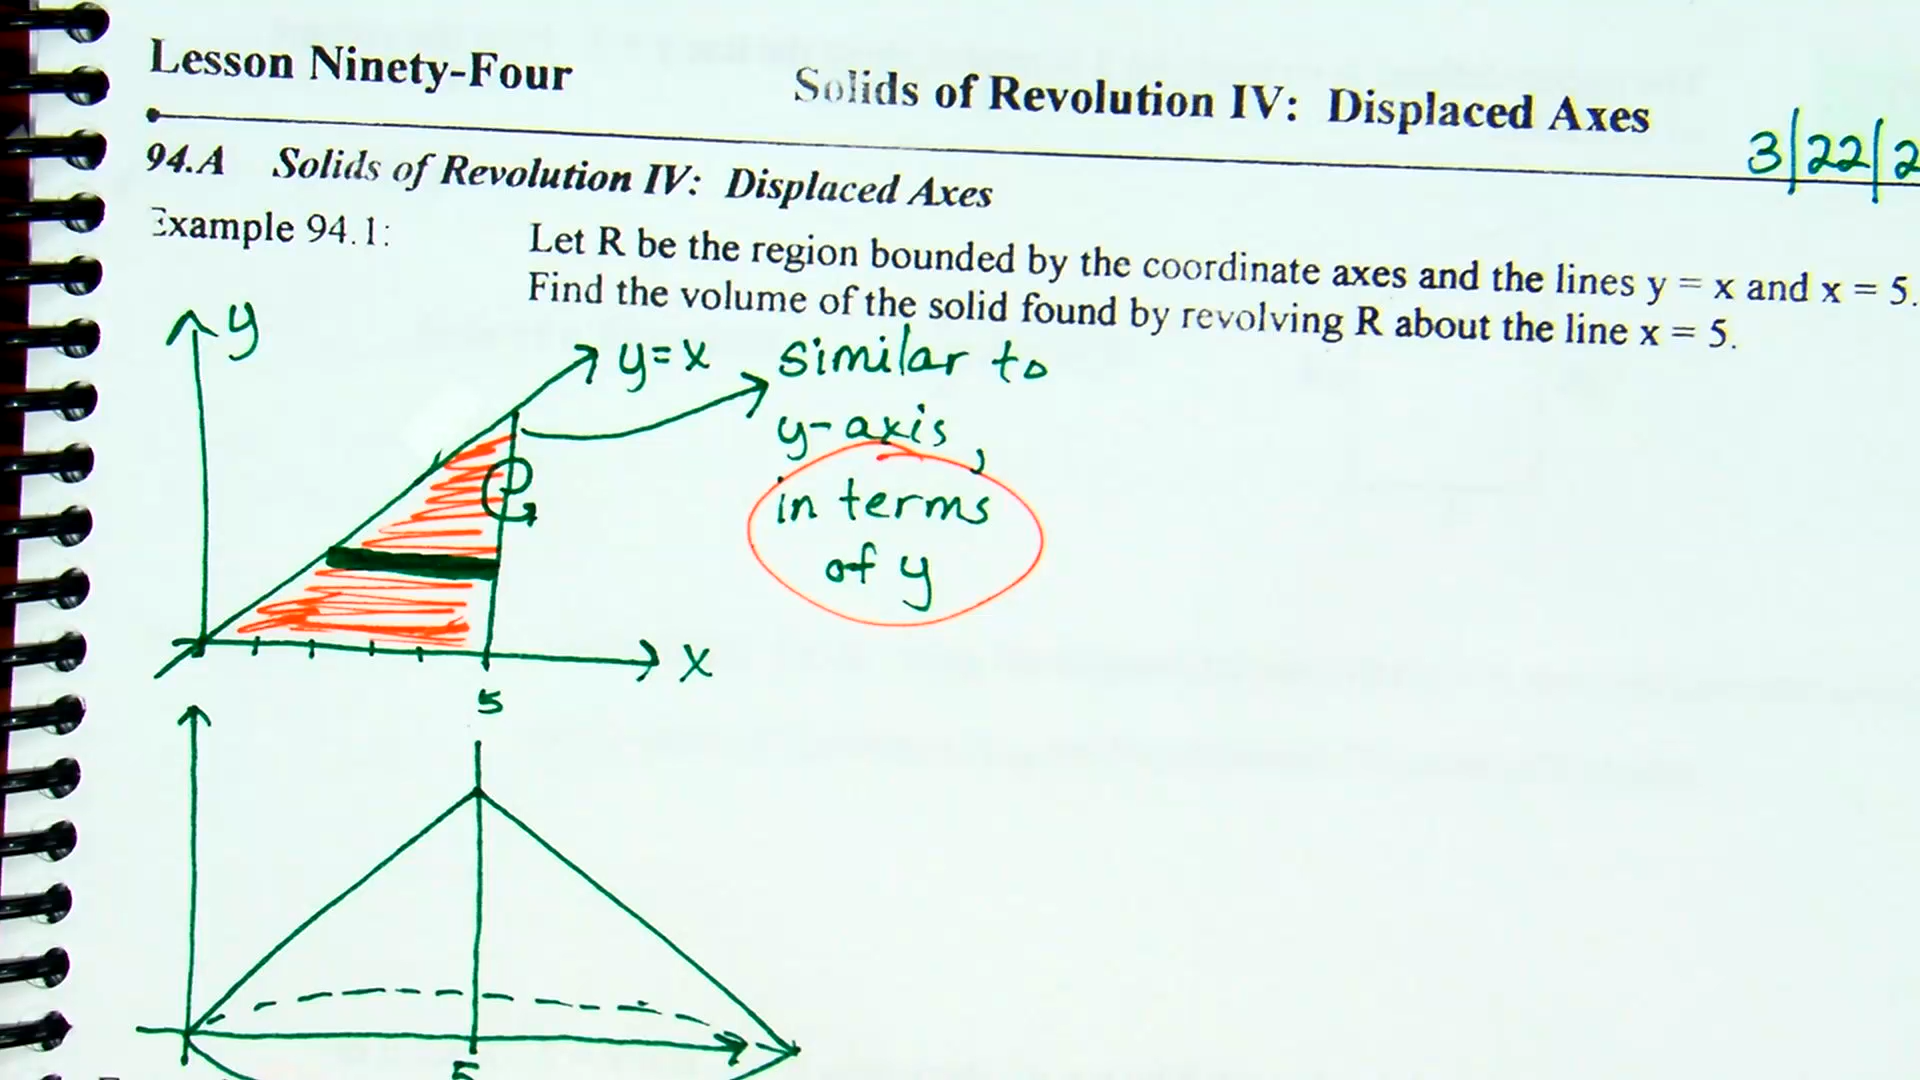 Lesson Ninety-Four
Solids of Revolution IV: Displaced Axes
3/22/2
94.A Solids of Revolution IV: Displaced Axes
Example 94.1:
Let R be the region bounded by the coordinate axes and the lines y = x and x = 5.
Find the volume of the solid found by revolving R about the line x = 5.
y
y=x
similar to
y-axis,
in terms
of y
x
5
5